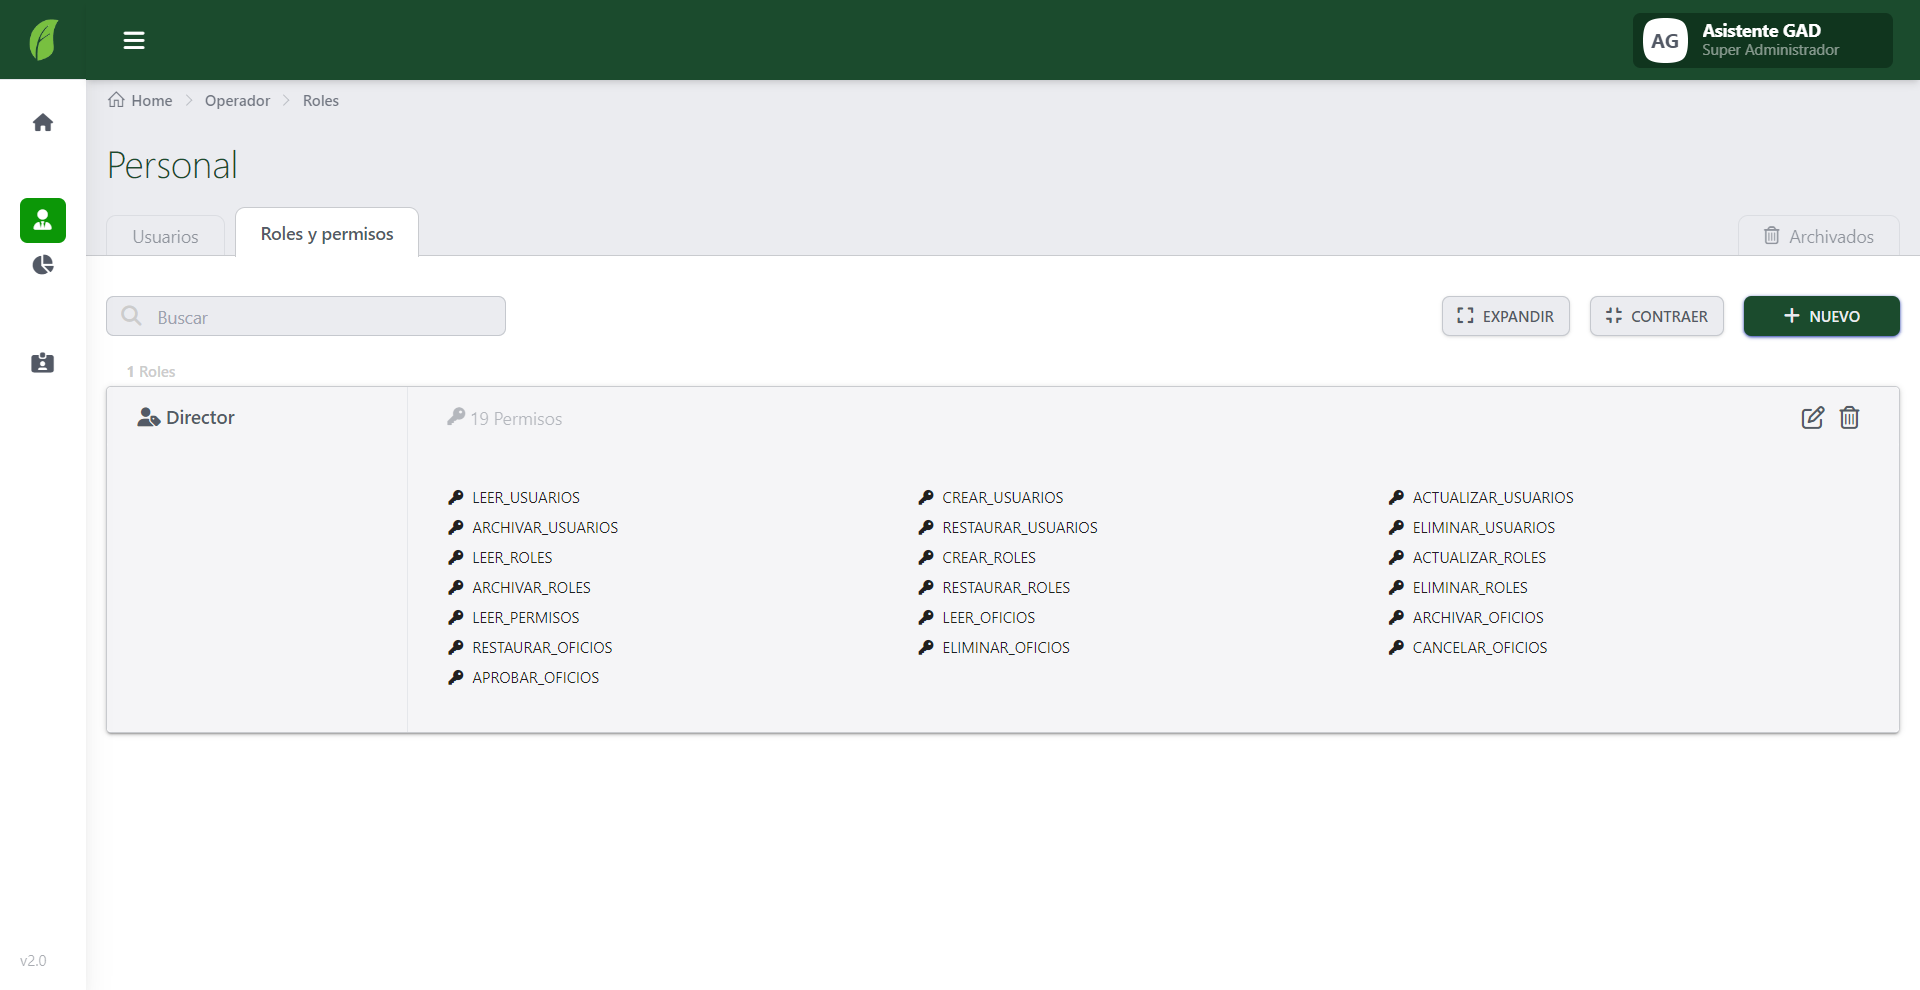 AG
Asistente GAD
Super Administrador
Home
Operador
Roles
Personal
Usuarios
Roles y permisos
Archivados
Buscar
EXPANDIR
CONTRAER
NUEVO
1 Roles
Director
19 Permisos
LEER_USUARIOS
CREAR_USUARIOS
ACTUALIZAR_USUARIOS
ARCHIVAR_USUARIOS
RESTAURAR_USUARIOS
ELIMINAR_USUARIOS
LEER_ROLES
CREAR_ROLES
ACTUALIZAR_ROLES
ARCHIVAR_ROLES
RESTAURAR_ROLES
ELIMINAR_ROLES
LEER_PERMISOS
LEER_OFICIOS
ARCHIVAR_OFICIOS
RESTAURAR_OFICIOS
ELIMINAR_OFICIOS
CANCELAR_OFICIOS
APROBAR_OFICIOS
v2.0